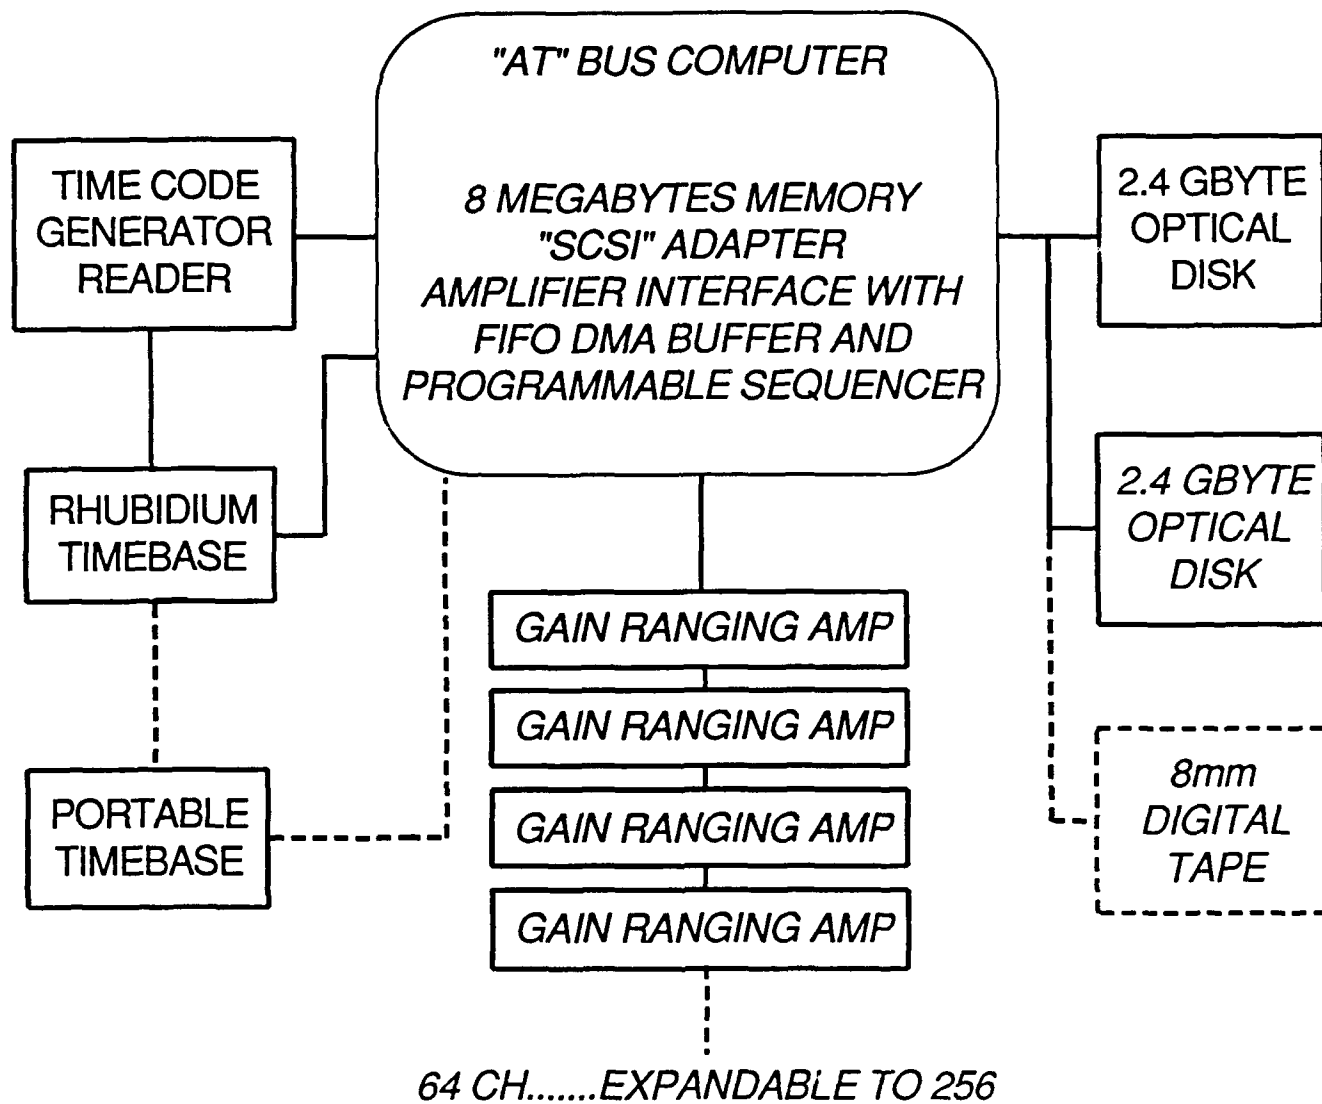 "AT" BUS COMPUTER
8 MEGABYTES MEMORY
"SCSI" ADAPTER
AMPLIFIER INTERFACE WITH
FIFO DMA BUFFER AND
PROGRAMMABLE SEQUENCER
TIME CODE
GENERATOR
READER
RHUBIDIUM
TIMEBASE
PORTABLE
TIMEBASE
GAIN RANGING AMP
GAIN RANGING AMP
GAIN RANGING AMP
GAIN RANGING AMP
64 CH.......EXPANDABLE TO 256
2.4 GBYTE
OPTICAL
DISK
2.4 GBYTE
OPTICAL
DISK
8mm
DIGITAL
TAPE